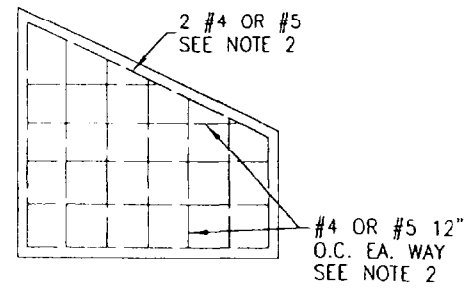 2 #4 OR #5
SEE NOTE 2
#4 OR #5 12"
O.C. EA. WAY
SEE NOTE 2